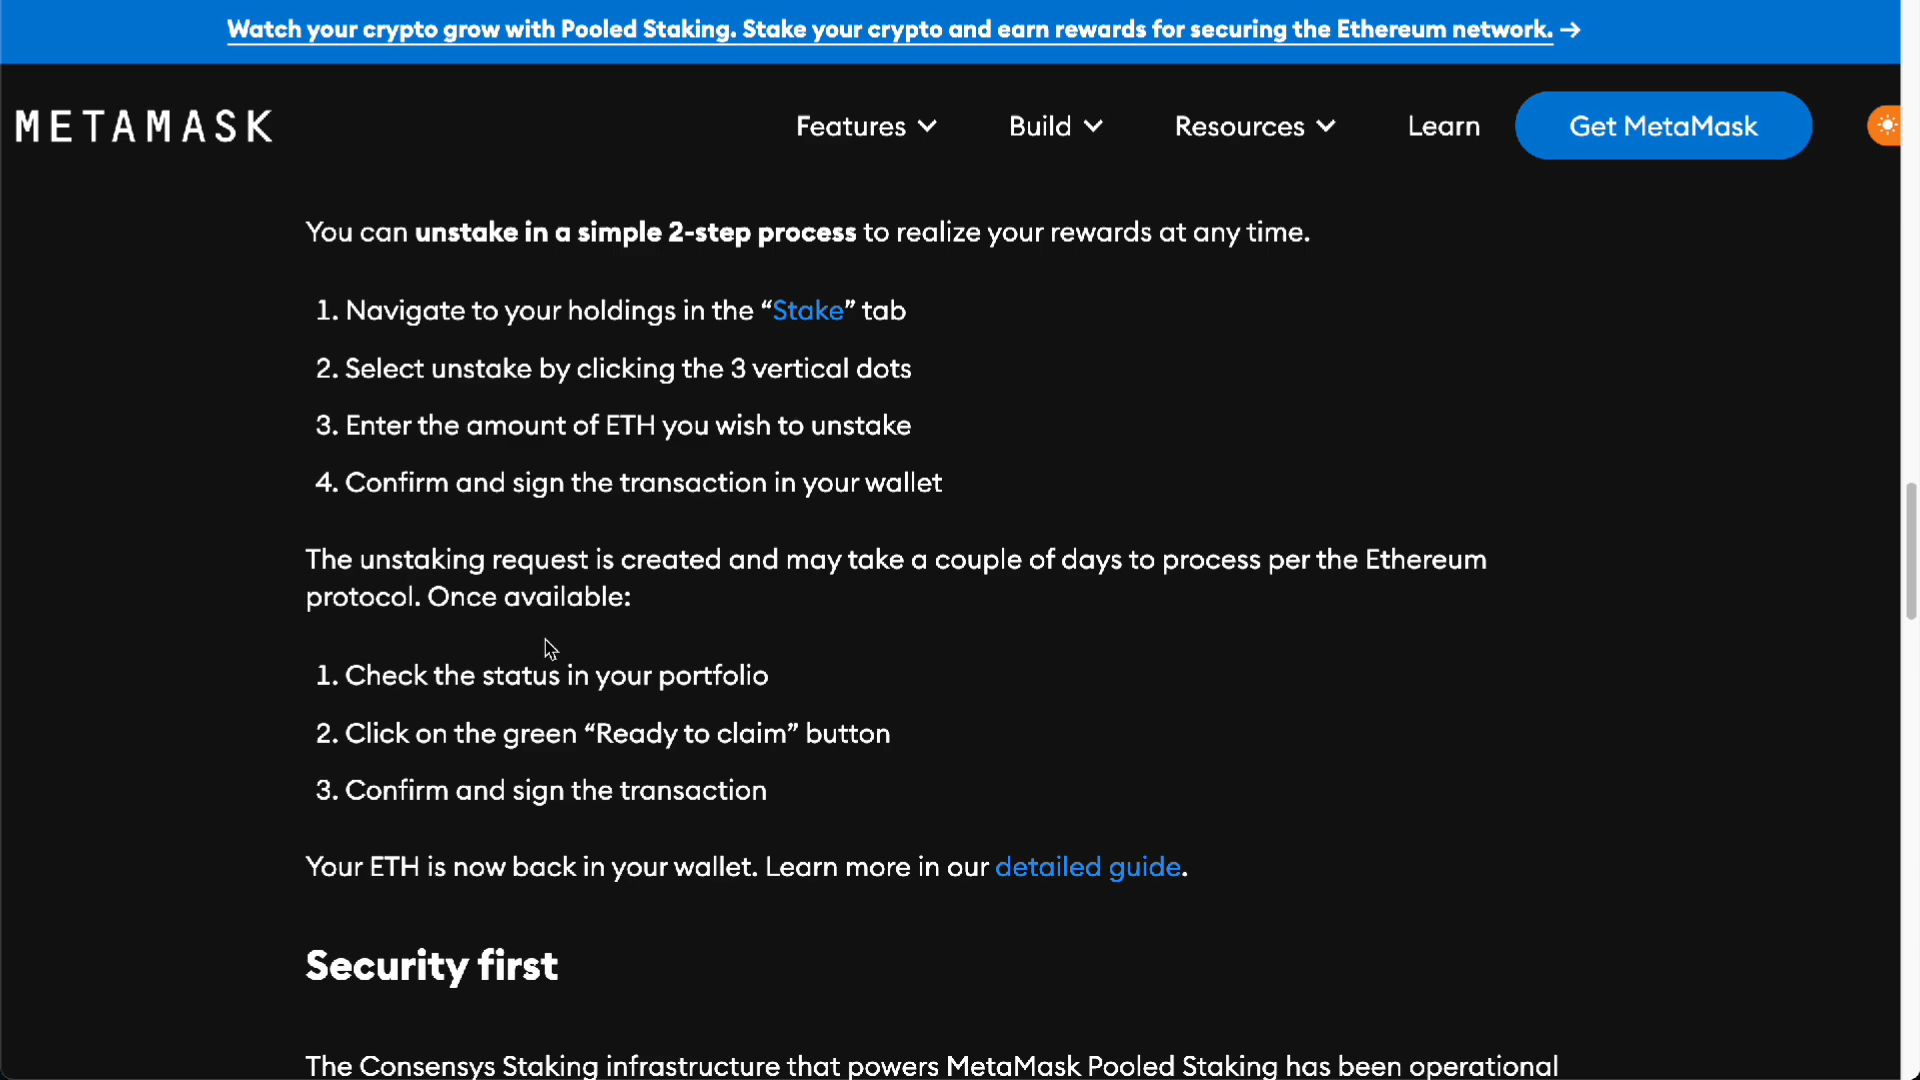 Watch your crypto grow with Pooled Staking. Stake your crypto and earn rewards for securing the Ethereum network. →
METAMASK
Features
Build
Resources
Learn
Get MetaMask
You can unstake in a simple 2-step process to realize your rewards at any time.
1. Navigate to your holdings in the “Stake” tab
2. Select unstake by clicking the 3 vertical dots
3. Enter the amount of ETH you wish to unstake
4. Confirm and sign the transaction in your wallet
The unstaking request is created and may take a couple of days to process per the Ethereum
protocol. Once available:
1. Check the status in your portfolio
2. Click on the green “Ready to claim” button
3. Confirm and sign the transaction
Your ETH is now back in your wallet. Learn more in our detailed guide.
Security first
The Consensys Staking infrastructure that powers MetaMask Pooled Staking has been operational